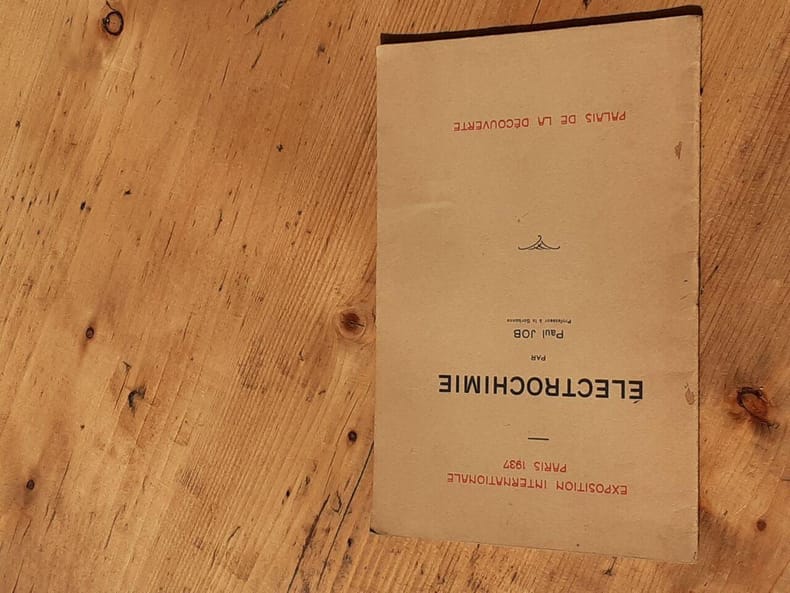 EXPOSITION INTERNATIONALE
PARIS 1937
ÉLECTROCHIMIE
PAR
Paul JOB
Professeur à la Sorbonne
PALAIS DE LA DÉCOUVERTE